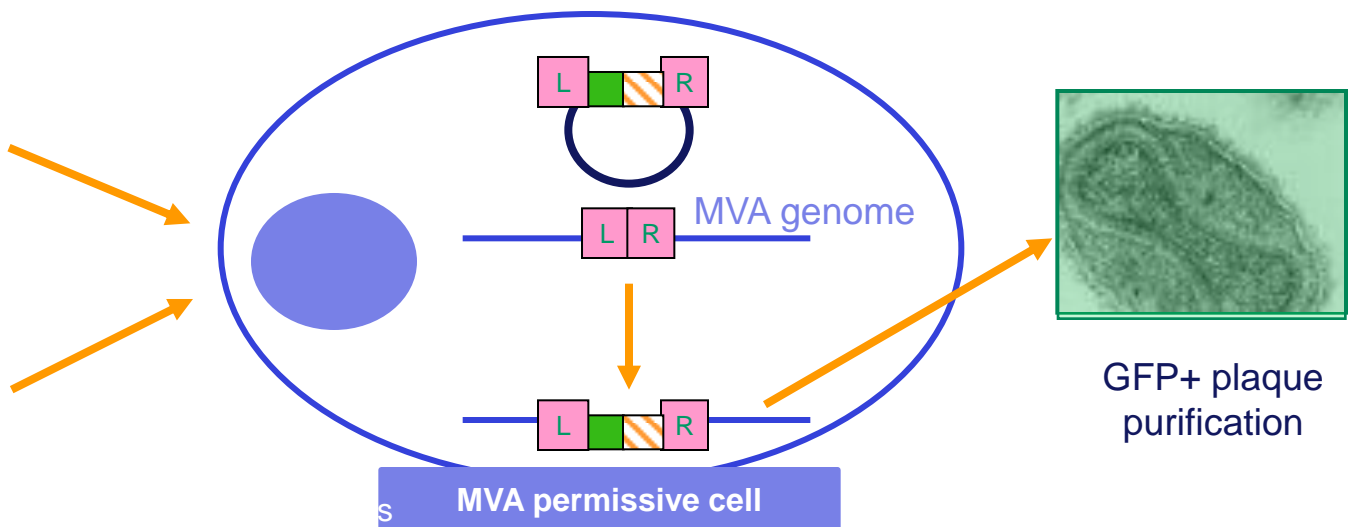 L R
MVA genome
L R
L R
s MVA permissive cell
GFP+ plaque
purification